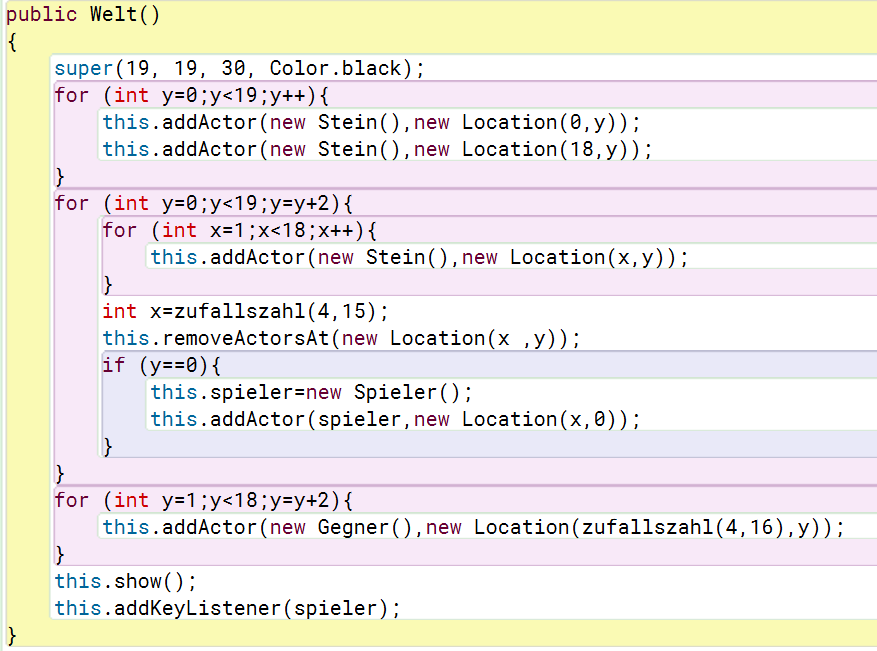 public Welt()
{
    super(19, 19, 30, Color.black);
    for (int y=0;y<19;y++){
        this.addActor(new Stein(),new Location(0,y));
        this.addActor(new Stein(),new Location(18,y));
    }
    for (int y=0;y<19;y=y+2){
        for (int x=1;x<18;x++){
            this.addActor(new Stein(),new Location(x,y));
        }
        int x=zufallszahl(4,15);
        this.removeActorsAt(new Location(x ,y));
        if (y==0){
            this.spieler=new Spieler();
            this.addActor(spieler,new Location(x,0));
        }
    }
    for (int y=1;y<18;y=y+2){
        this.addActor(new Gegner(),new Location(zufallszahl(4,16),y));
    }
    this.show();
    this.addKeyListener(spieler);
}